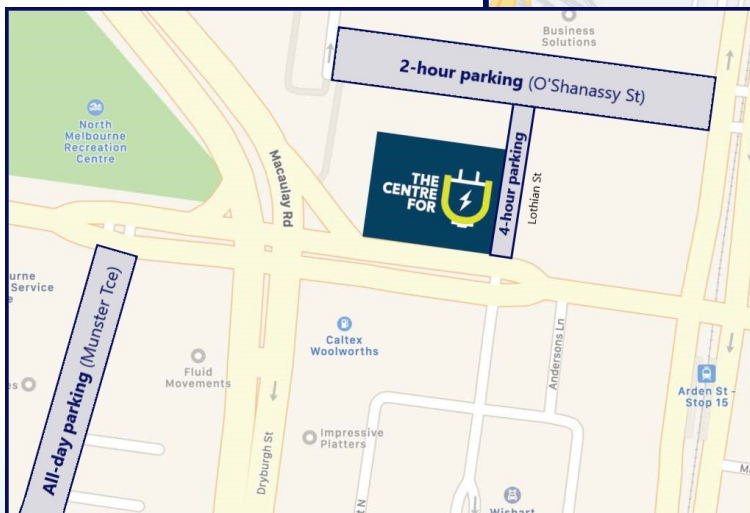 Business
Solutions
2-hour parking (O'Shanassy St)
North
Melbourne
Recreation
Centre
Macaulay Rd
THE
CENTRE
FOR
4-hour parking
Lothian St
urne
Service
All-day parking (Munster Tce)
Caltex
Woolworths
Fluid
Movements
Andersons Ln
Arden St -
Stop 15
Impressive
Platters
Dryburgh St
Wishart